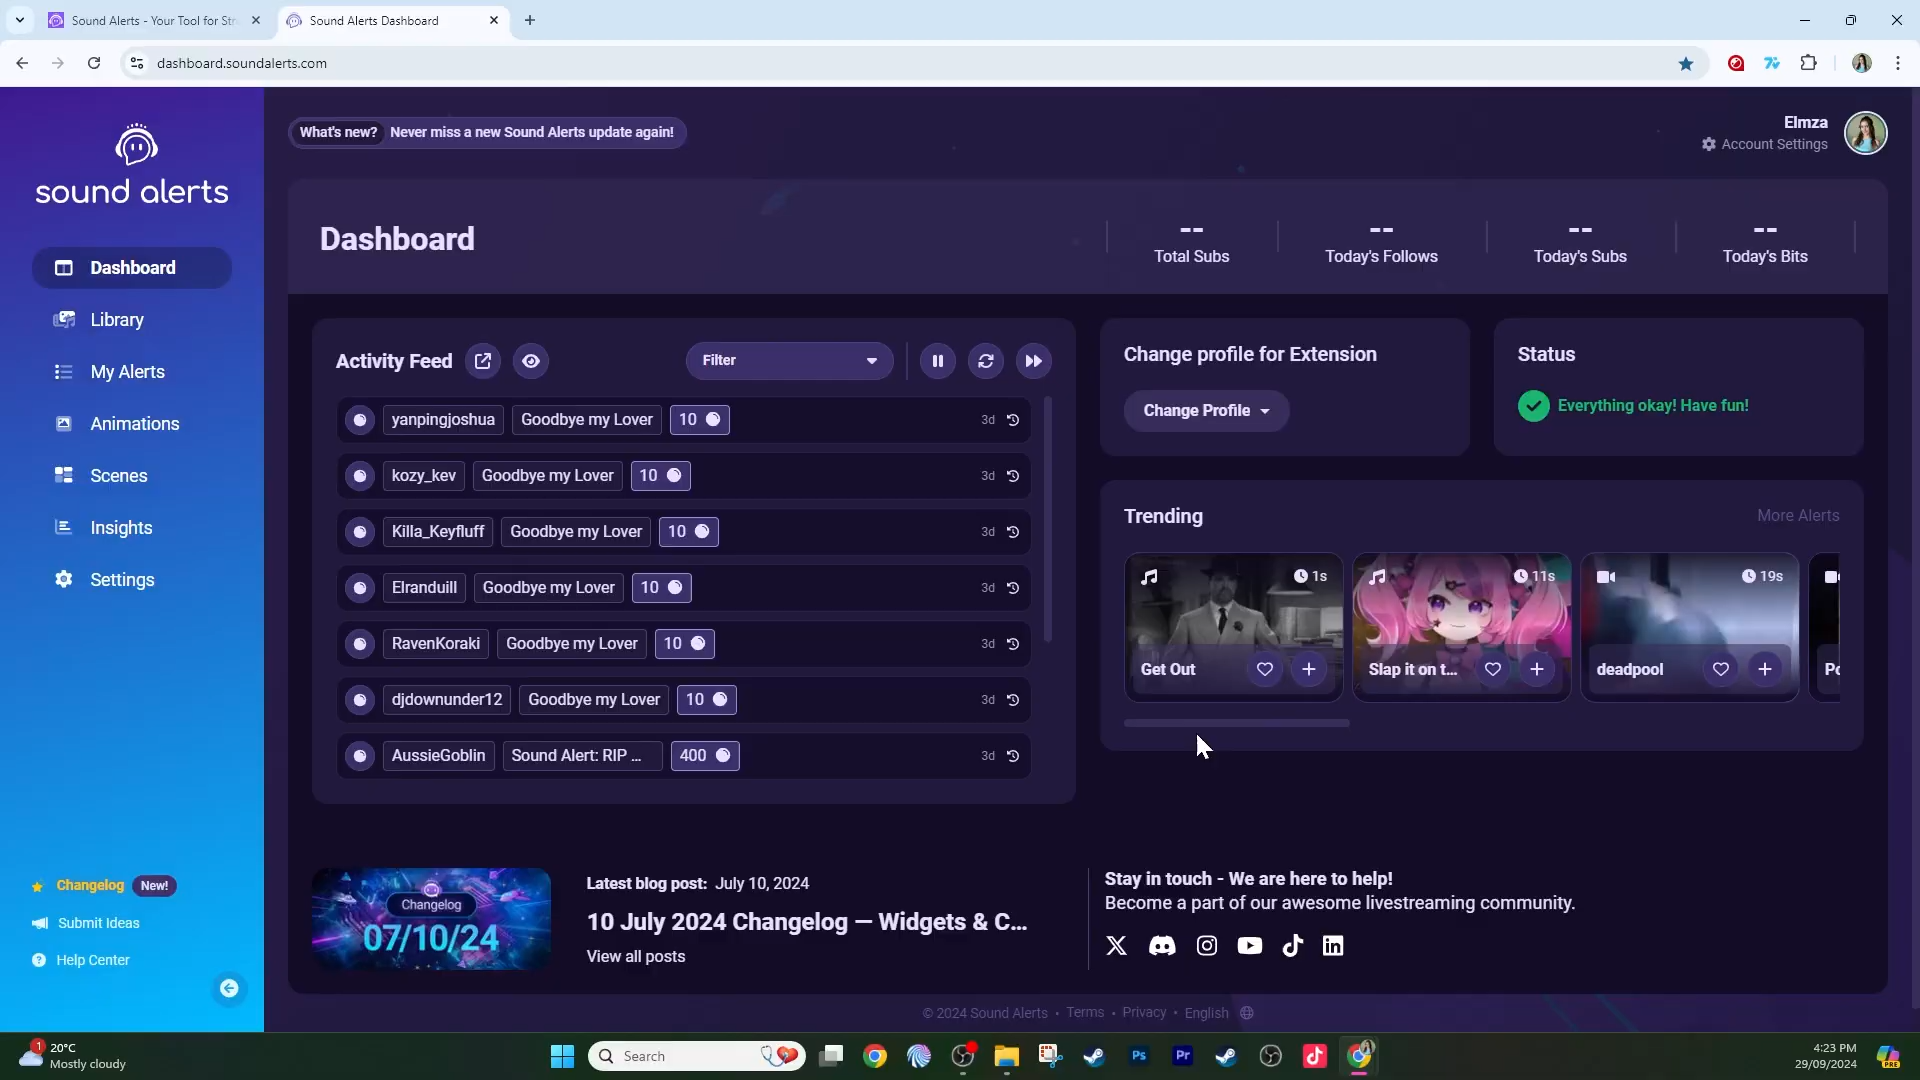 Sound Alerts - Your Tool for Str
Sound Alerts Dashboard
dashboard.soundalerts.com
sound alerts
What's new? Never miss a new Sound Alerts update again!
Elmza
Account Settings
Dashboard
Library
My Alerts
Animations
Scenes
Insights
Settings
Changelog New!
Submit Ideas
Help Center
Dashboard
-- Total Subs
-- Today's Follows
-- Today's Subs
-- Today's Bits
Activity Feed
Filter
yanpingjoshua Goodbye my Lover 10 3d
kozy_kev Goodbye my Lover 10 3d
Killa_Keyfluff Goodbye my Lover 10 3d
Elranduill Goodbye my Lover 10 3d
RavenKoraki Goodbye my Lover 10 3d
djdownunder12 Goodbye my Lover 10 3d
AussieGoblin Sound Alert: RIP ... 400 3d
Change profile for Extension
Change Profile
Status
Everything okay! Have fun!
Trending
More Alerts
1s
Get Out
11s
Slap it on t...
19s
deadpool
Po
Changelog
07/10/24
Latest blog post: July 10, 2024
10 July 2024 Changelog — Widgets & C...
View all posts
Stay in touch - We are here to help!
Become a part of our awesome livestreaming community.
© 2024 Sound Alerts • Terms • Privacy • English
1
20°C
Mostly cloudy
Search
Ps
Pr
4:23 PM
29/09/2024
PRE